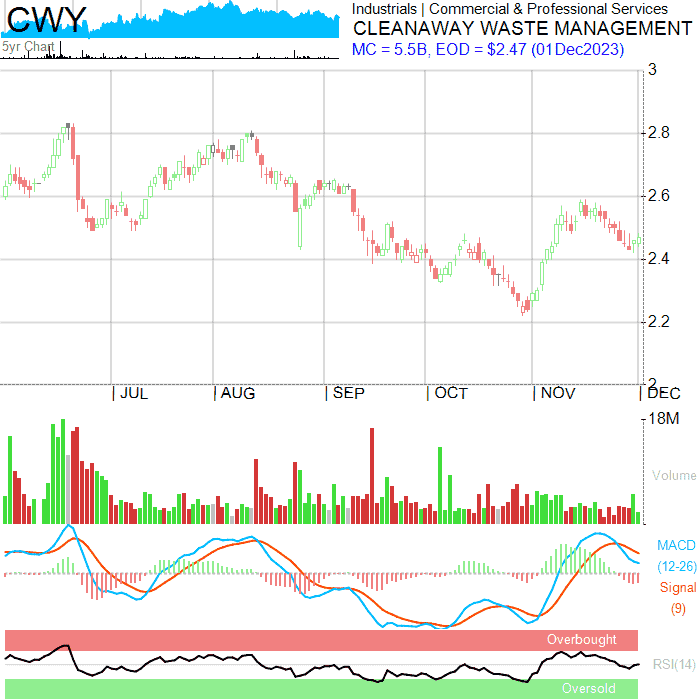 CWY
5yr Chart
Industrials | Commercial & Professional Services
CLEANAWAY WASTE MANAGEMENT
MC = 5.5B, EOD = $2.47 (01Dec2023)
3
2.8
2.6
2.4
2.2
2
| JUL | AUG | SEP | OCT | NOV | DEC
18M
Volume
MACD
(12-26)
Signal
(9)
Overbought
RSI(14)
Oversold